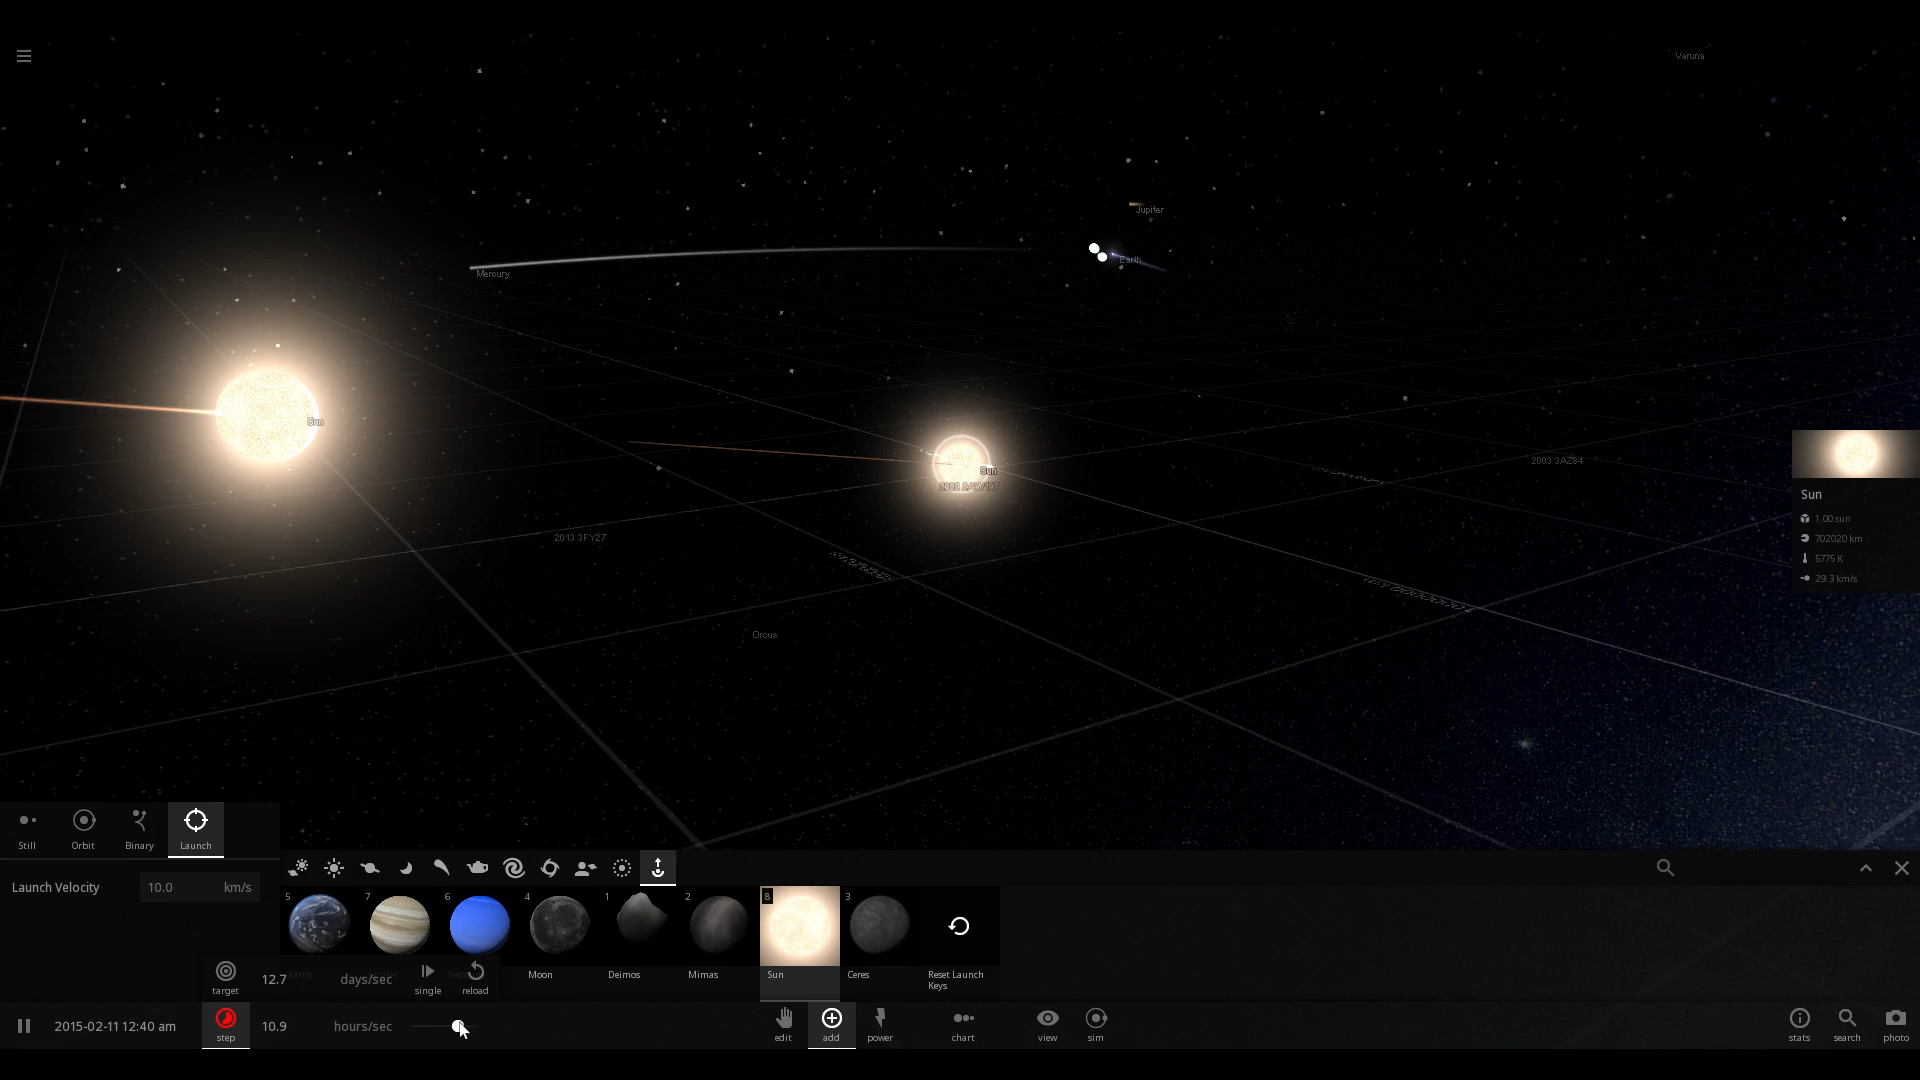 Varuna
Jupiter
Earth
Mercury
Sun
Sun
2003 3AZ84
2013 3FY27
Orcus
Sun
1.00 sun
702020 km
5775 K
29.3 km/s
Still
Orbit
Binary
Launch
Launch Velocity
10.0 km/s
5
7
6
4
1
2
8
3
Earth
Moon
Deimos
Mimas
Sun
Ceres
Reset Launch
Keys
target
12.7
days/sec
single
reload
2015-02-11 12:40 am
step
10.9
hours/sec
edit
add
power
chart
view
sim
stats
search
photo